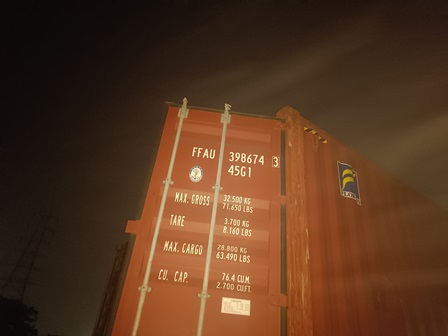 FFAU 398674 3
45G1
MAX. GROSS 32.500 KG
71.650 LBS
TARE 3.700 KG
8.160 LBS
MAX. CARGO 28.800 KG
63.490 LBS
CU. CAP. 76.4 CU.M.
2.700 CU.FT.